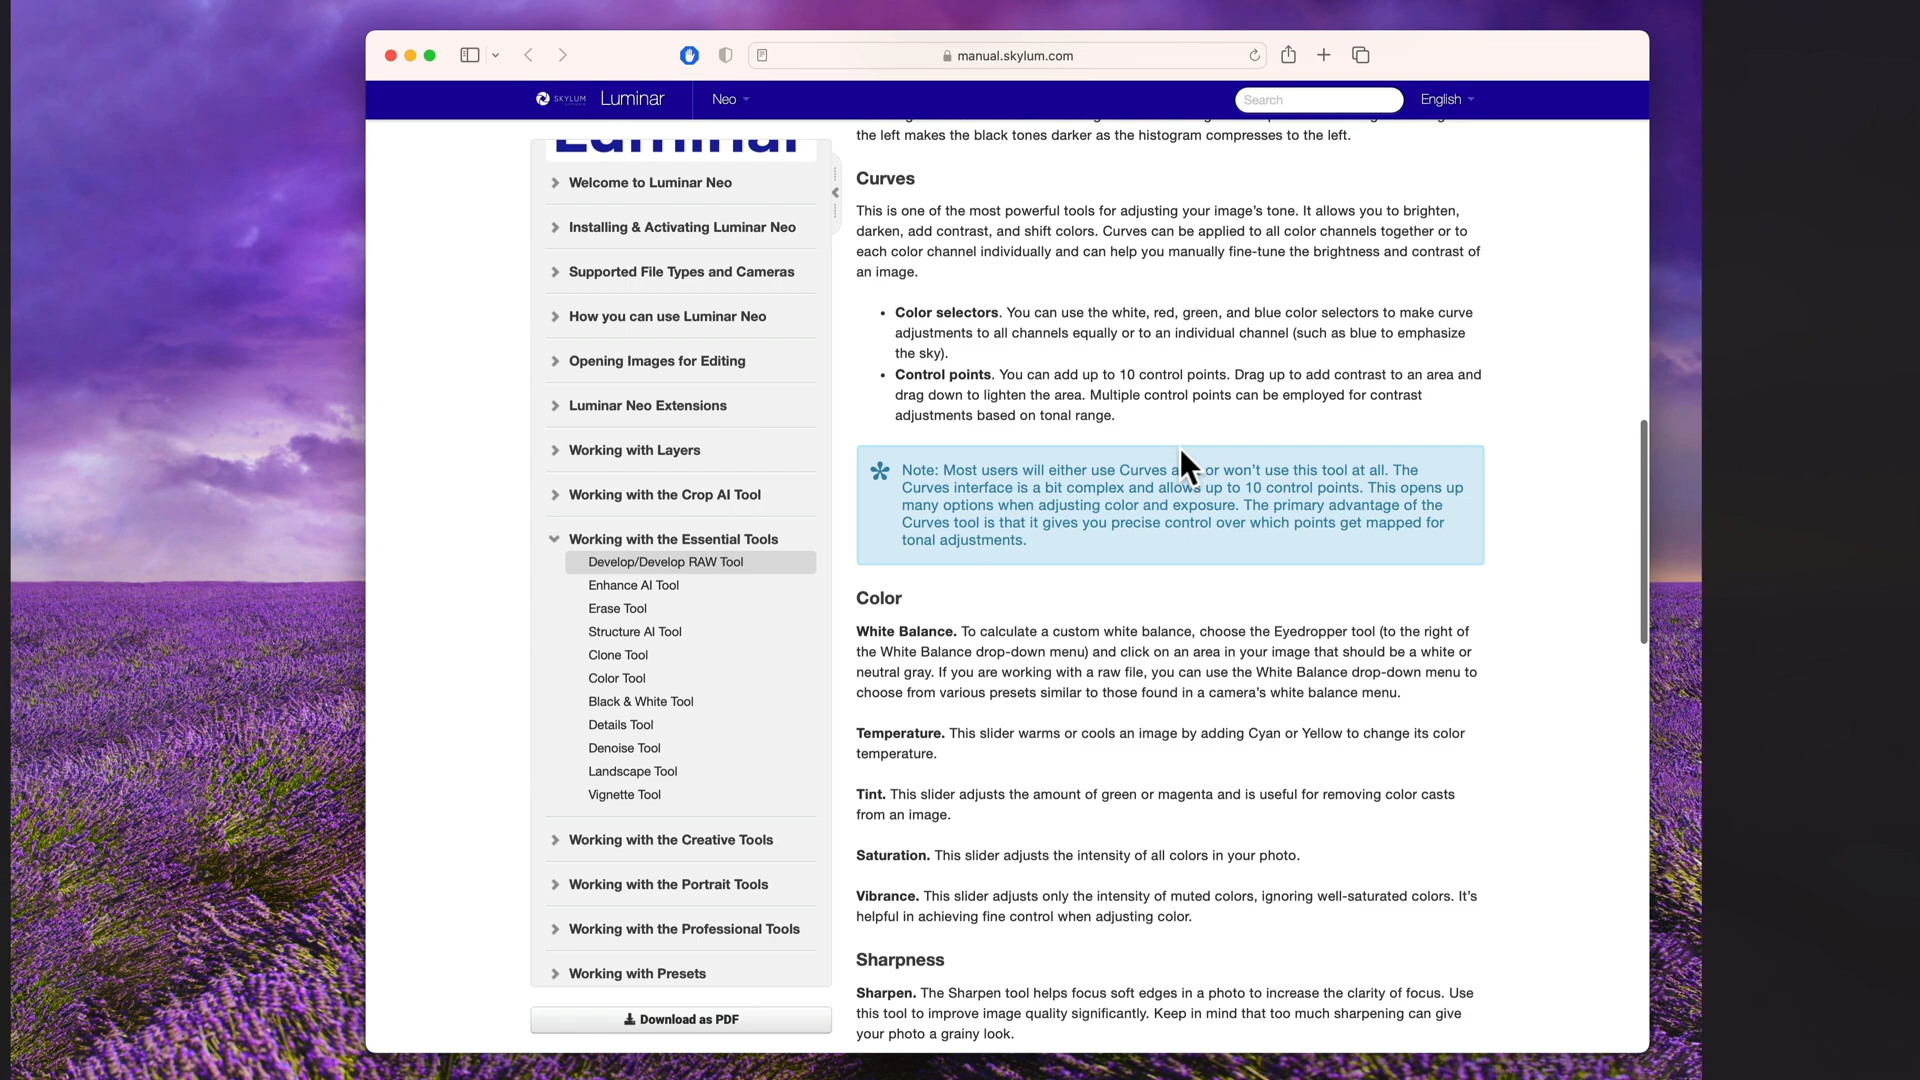 manual.skylum.com
SKYLUM Luminar
Neo
Search
English
the left makes the black tones darker as the histogram compresses to the left.
Luminar
Welcome to Luminar Neo
Installing & Activating Luminar Neo
Supported File Types and Cameras
How you can use Luminar Neo
Opening Images for Editing
Luminar Neo Extensions
Working with Layers
Working with the Crop AI Tool
Working with the Essential Tools
Develop/Develop RAW Tool
Enhance AI Tool
Erase Tool
Structure AI Tool
Clone Tool
Color Tool
Black & White Tool
Details Tool
Denoise Tool
Landscape Tool
Vignette Tool
Working with the Creative Tools
Working with the Portrait Tools
Working with the Professional Tools
Working with Presets
Download as PDF
Curves
This is one of the most powerful tools for adjusting your image's tone. It allows you to brighten,
darken, add contrast, and shift colors. Curves can be applied to all color channels together or to
each color channel individually and can help you manually fine-tune the brightness and contrast of
an image.
• Color selectors. You can use the white, red, green, and blue color selectors to make curve
adjustments to all channels equally or to an individual channel (such as blue to emphasize
the sky).
• Control points. You can add up to 10 control points. Drag up to add contrast to an area and
drag down to lighten the area. Multiple control points can be employed for contrast
adjustments based on tonal range.
Note: Most users will either use Curves or won't use this tool at all. The
Curves interface is a bit complex and allows up to 10 control points. This opens up
many options when adjusting color and exposure. The primary advantage of the
Curves tool is that it gives you precise control over which points get mapped for
tonal adjustments.
Color
White Balance. To calculate a custom white balance, choose the Eyedropper tool (to the right of
the White Balance drop-down menu) and click on an area in your image that should be a white or
neutral gray. If you are working with a raw file, you can use the White Balance drop-down menu to
choose from various presets similar to those found in a camera's white balance menu.
Temperature. This slider warms or cools an image by adding Cyan or Yellow to change its color
temperature.
Tint. This slider adjusts the amount of green or magenta and is useful for removing color casts
from an image.
Saturation. This slider adjusts the intensity of all colors in your photo.
Vibrance. This slider adjusts only the intensity of muted colors, ignoring well-saturated colors. It's
helpful in achieving fine control when adjusting color.
Sharpness
Sharpen. The Sharpen tool helps focus soft edges in a photo to increase the clarity of focus. Use
this tool to improve image quality significantly. Keep in mind that too much sharpening can give
your photo a grainy look.